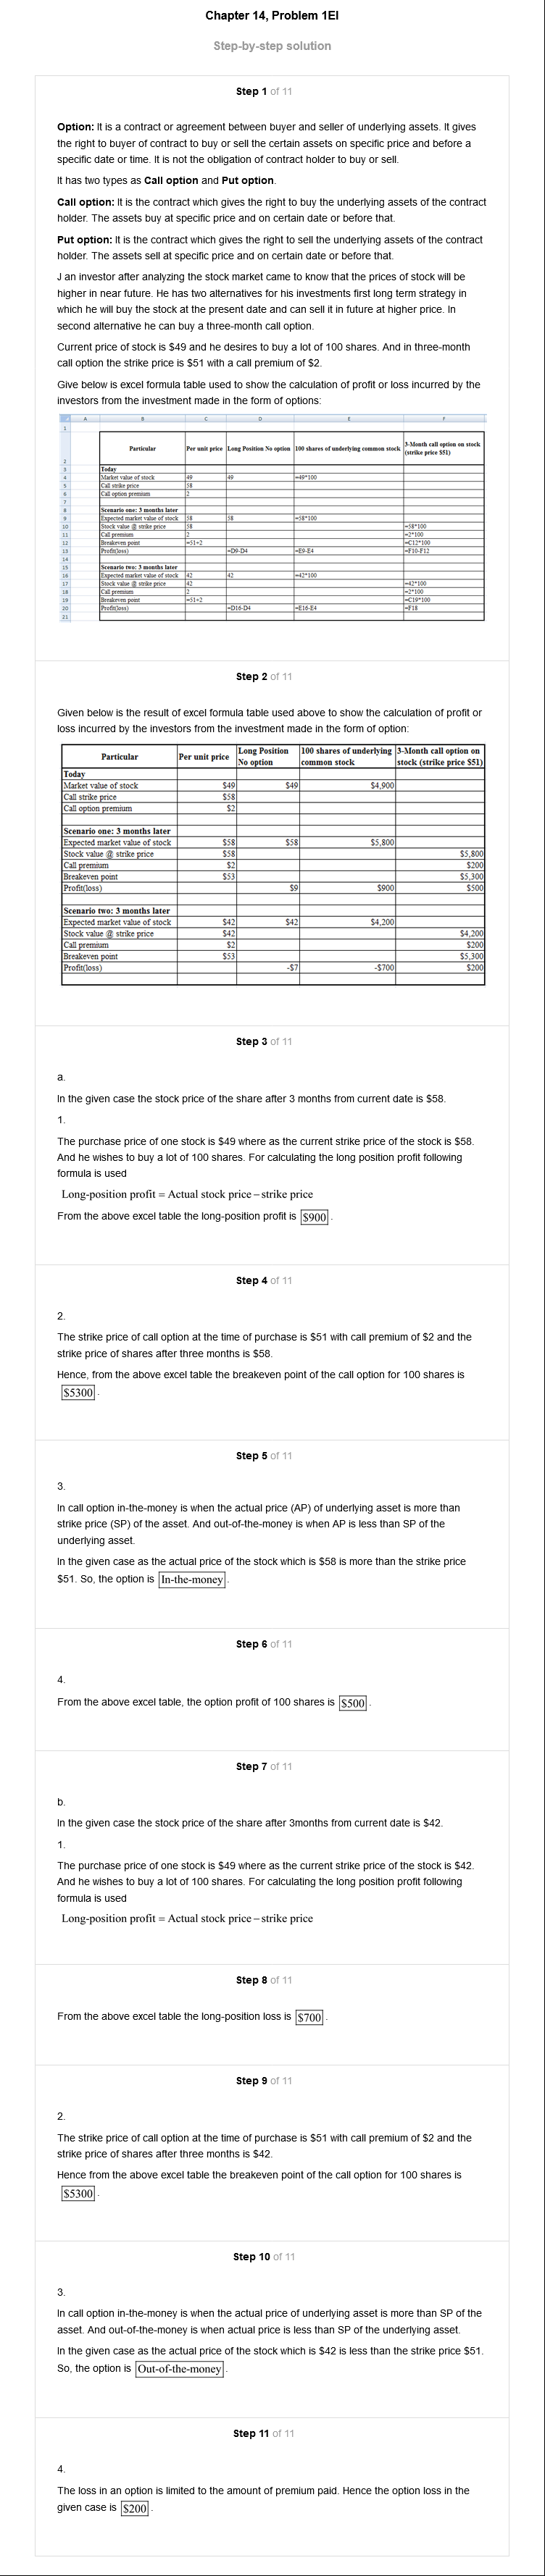 Chapter 14, Problem 1EI
Step-by-step solution
Step 1 of 11
Option: It is a contract or agreement between buyer and seller of underlying assets. It gives
the right to buyer of contract to buy or sell the certain assets on specific price and before a
specific date or time. It is not the obligation of contract holder to buy or sell.
It has two types as Call option and Put option.
Call option: It is the contract which gives the right to buy the underlying assets of the contract
holder. The assets buy at specific price and on certain date or before that.
Put option: It is the contract which gives the right to sell the underlying assets of the contract
holder. The assets sell at specific price and on certain date or before that.
J an investor after analyzing the stock market came to know that the prices of stock will be
higher in near future. He has two alternatives for his investments first long term strategy in
which he will buy the stock at the present date and can sell it in future at higher price. In
second alternative he can buy a three-month call option.
Current price of stock is $49 and he desires to buy a lot of 100 shares. And in three-month
call option the strike price is $51 with a call premium of $2.
Give below is excel formula table used to show the calculation of profit or loss incurred by the
investors from the investment made in the form of options:
A B C D E F
1
2 Particular Per unit price Long Position No option 100 shares of underlying common stock 3-Month call option on stock (strike price $51)
3 Today
4 Market value of stock 49 49 =49*100
5 Call strike price 58
6 Call option premium 2
7
8 Scenario one: 3 months later
9 Expected market value of stock 58 58 =58*100
10 Stock value @ strike price 58 =58*100
11 Call premium 2 =2*100
12 Breakeven point =51+2 =C12*100
13 Profit(loss) =D9-D4 =E9-E4 =F10-F12
14
15 Scenario two: 3 months later
16 Expected market value of stock 42 42 =42*100
17 Stock value @ strike price 42 =42*100
18 Call premium 2 =2*100
19 Breakeven point =51+2 =C19*100
20 Profit(loss) =D16-D4 =E16-E4 =F18
21
Step 2 of 11
Given below is the result of excel formula table used above to show the calculation of profit or
loss incurred by the investors from the investment made in the form of option:
Particular Per unit price Long Position No option 100 shares of underlying common stock 3-Month call option on stock (strike price $51)
Today
Market value of stock $49 $49 $4,900
Call strike price $58
Call option premium $2
Scenario one: 3 months later
Expected market value of stock $58 $58 $5,800
Stock value @ strike price $58 $5,800
Call premium $2 $200
Breakeven point $53 $5,300
Profit(loss) $9 $900 $500
Scenario two: 3 months later
Expected market value of stock $42 $42 $4,200
Stock value @ strike price $42 $4,200
Call premium $2 $200
Breakeven point $53 $5,300
Profit(loss) -$7 -$700 $200
Step 3 of 11
a.
In the given case the stock price of the share after 3 months from current date is $58.
1.
The purchase price of one stock is $49 where as the current strike price of the stock is $58.
And he wishes to buy a lot of 100 shares. For calculating the long position profit following
formula is used
Long-position profit = Actual stock price – strike price
From the above excel table the long-position profit is $900.
Step 4 of 11
2.
The strike price of call option at the time of purchase is $51 with call premium of $2 and the
strike price of shares after three months is $58.
Hence, from the above excel table the breakeven point of the call option for 100 shares is
$5300.
Step 5 of 11
3.
In call option in-the-money is when the actual price (AP) of underlying asset is more than
strike price (SP) of the asset. And out-of-the-money is when AP is less than SP of the
underlying asset.
In the given case as the actual price of the stock which is $58 is more than the strike price
$51. So, the option is In-the-money.
Step 6 of 11
4.
From the above excel table, the option profit of 100 shares is $500.
Step 7 of 11
b.
In the given case the stock price of the share after 3months from current date is $42.
1.
The purchase price of one stock is $49 where as the current strike price of the stock is $42.
And he wishes to buy a lot of 100 shares. For calculating the long position profit following
formula is used
Long-position profit = Actual stock price – strike price
Step 8 of 11
From the above excel table the long-position loss is $700.
Step 9 of 11
2.
The strike price of call option at the time of purchase is $51 with call premium of $2 and the
strike price of shares after three months is $42.
Hence from the above excel table the breakeven point of the call option for 100 shares is
$5300.
Step 10 of 11
3.
In call option in-the-money is when the actual price of underlying asset is more than SP of the
asset. And out-of-the-money is when actual price is less than SP of the underlying asset.
In the given case as the actual price of the stock which is $42 is less than the strike price $51.
So, the option is Out-of-the-money.
Step 11 of 11
4.
The loss in an option is limited to the amount of premium paid. Hence the option loss in the
given case is $200.